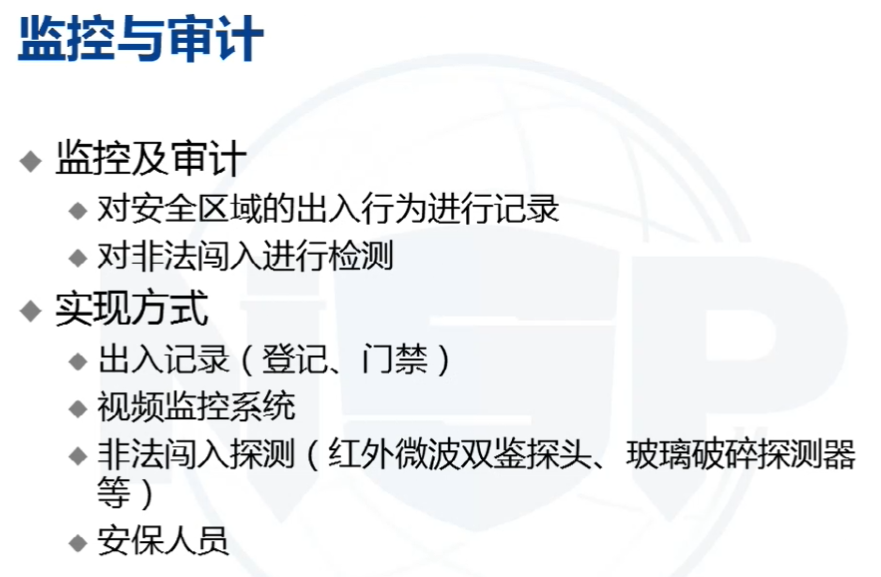 监控与审计
监控及审计
对安全区域的出入行为进行记录
对非法闯入进行检测
实现方式
出入记录（登记、门禁）
视频监控系统
非法闯入探测（红外微波双鉴探头、玻璃破碎探测器
等）
安保人员
NSP